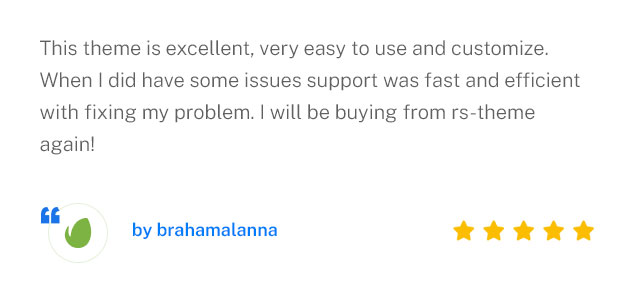 This theme is excellent, very easy to use and customize.
When I did have some issues support was fast and efficient
with fixing my problem. I will be buying from rs-theme
again!
by brahamalanna